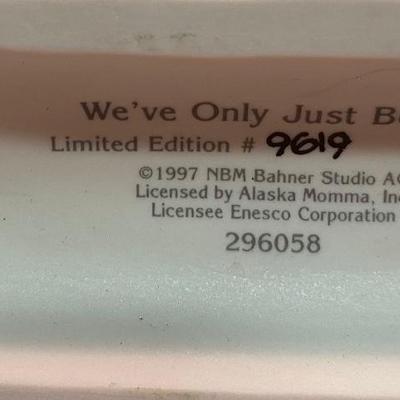 We've Only Just B
Limited Edition # 9619
©1997 NBM Bahner Studio A
Licensed by Alaska Momma, Inc
Licensee Enesco Corporation
296058